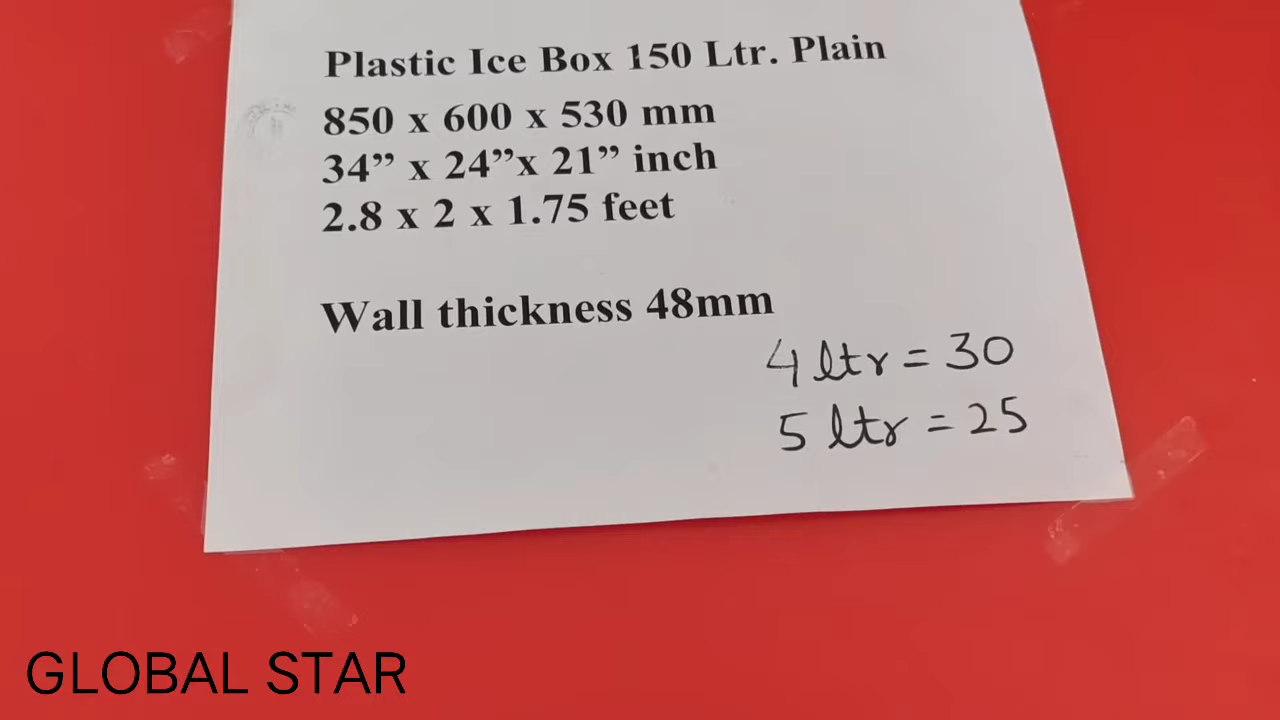 Plastic Ice Box 150 Ltr. Plain
850 x 600 x 530 mm
34” x 24”x 21” inch
2.8 x 2 x 1.75 feet
Wall thickness 48mm
4 ltr = 30
5 ltr = 25
GLOBAL STAR